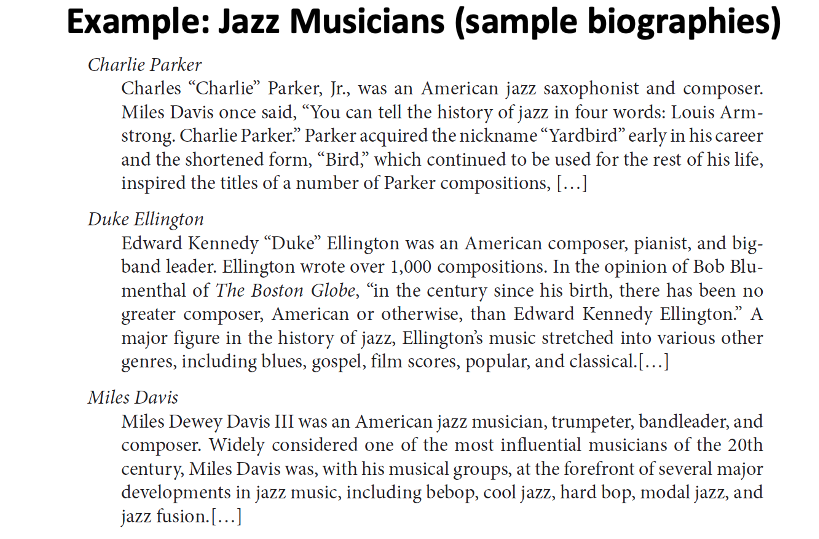 Example: Jazz Musicians (sample biographies)
Charlie Parker
Charles “Charlie” Parker, Jr., was an American jazz saxophonist and composer.
Miles Davis once said, “You can tell the history of jazz in four words: Louis Arm-
strong. Charlie Parker.” Parker acquired the nickname “Yardbird” early in his career
and the shortened form, “Bird,” which continued to be used for the rest of his life,
inspired the titles of a number of Parker compositions, […]
Duke Ellington
Edward Kennedy “Duke” Ellington was an American composer, pianist, and big-
band leader. Ellington wrote over 1,000 compositions. In the opinion of Bob Blu-
menthal of The Boston Globe, “in the century since his birth, there has been no
greater composer, American or otherwise, than Edward Kennedy Ellington.” A
major figure in the history of jazz, Ellington’s music stretched into various other
genres, including blues, gospel, film scores, popular, and classical.[…]
Miles Davis
Miles Dewey Davis III was an American jazz musician, trumpeter, bandleader, and
composer. Widely considered one of the most influential musicians of the 20th
century, Miles Davis was, with his musical groups, at the forefront of several major
developments in jazz music, including bebop, cool jazz, hard bop, modal jazz, and
jazz fusion.[…]